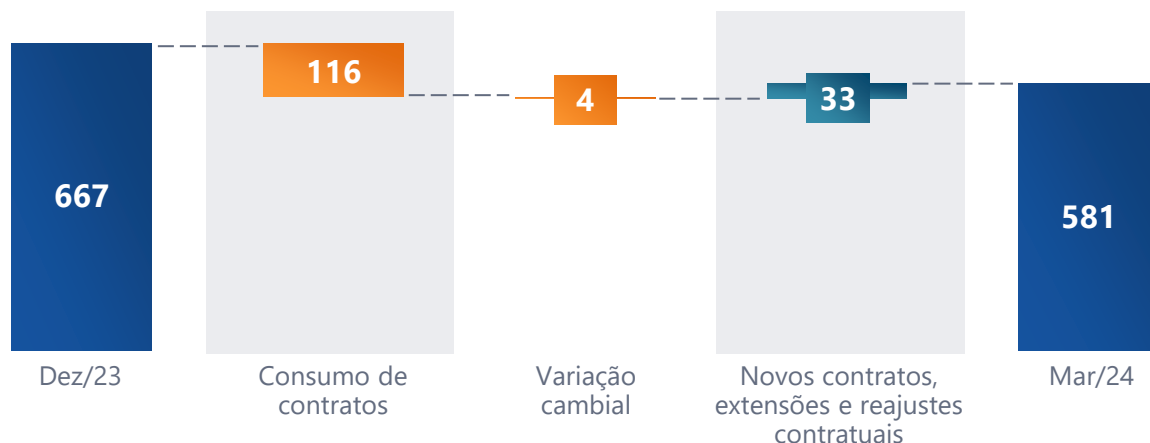 116
4
33
667
581
Dez/23
Consumo de
contratos
Variação
cambial
Novos contratos,
extensões e reajustes
contratuais
Mar/24